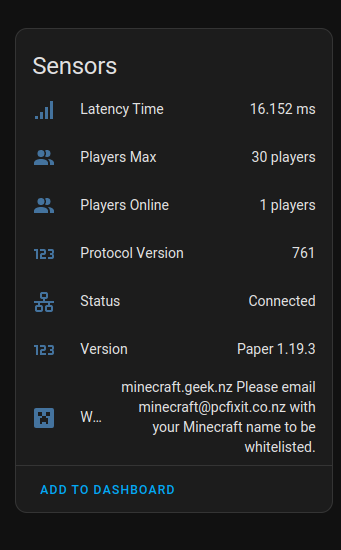 Sensors
Latency Time 16.152 ms
Players Max 30 players
Players Online 1 players
123 Protocol Version 761
Status Connected
123 Version Paper 1.19.3
W... minecraft.geek.nz Please email
minecraft@pcfixit.co.nz with
your Minecraft name to be
whitelisted.
ADD TO DASHBOARD